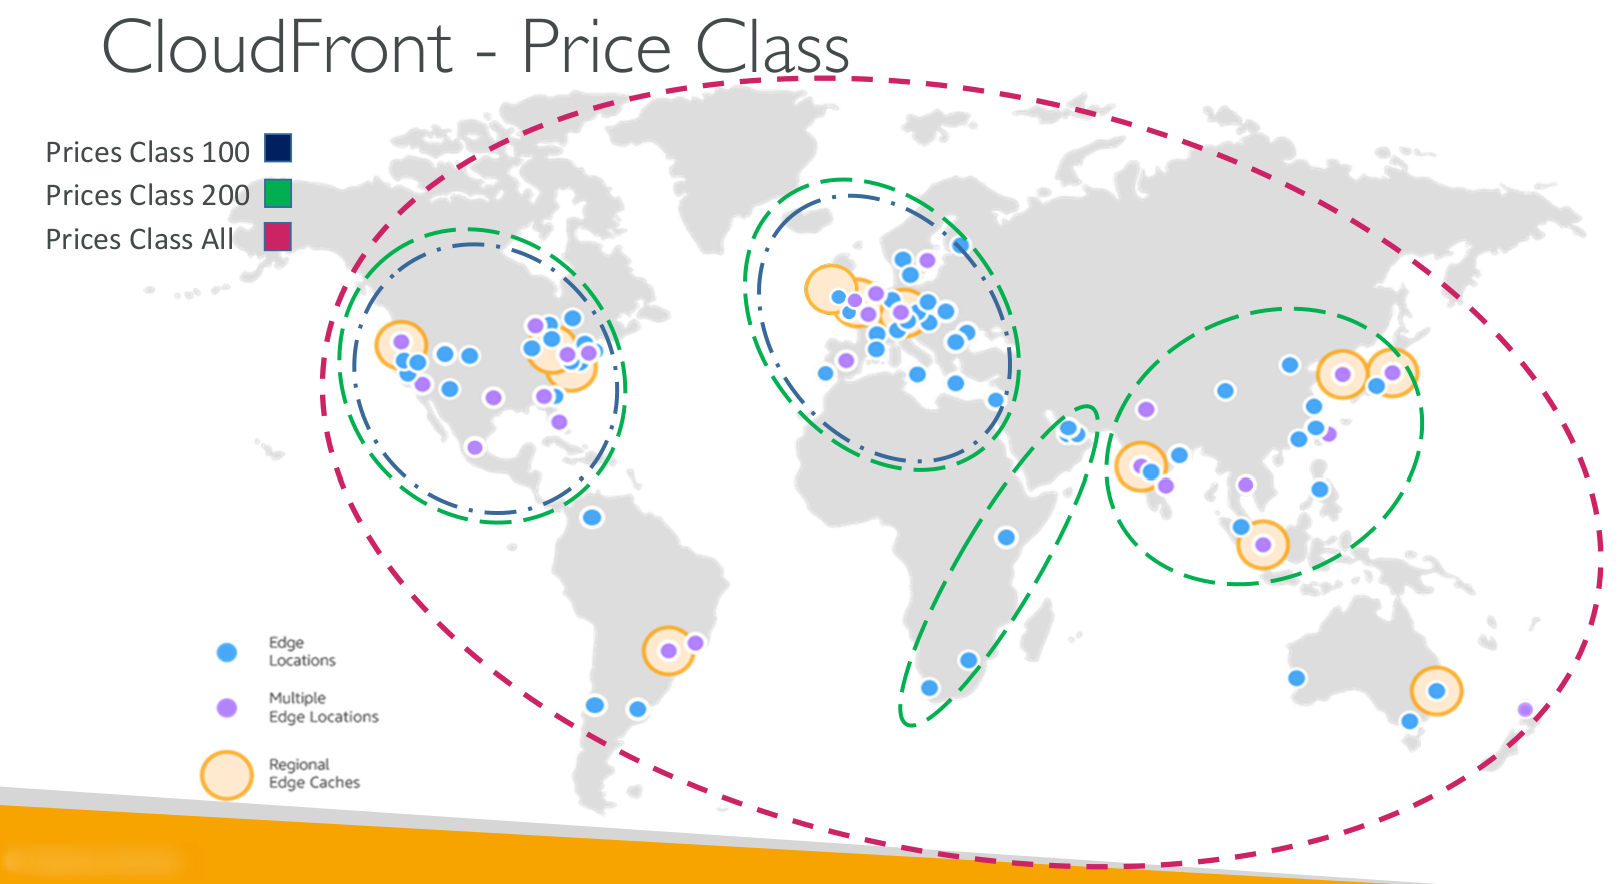 CloudFront - Price Class
Prices Class 100
Prices Class 200
Prices Class All
Edge
Locations
Multiple
Edge Locations
Regional
Edge Caches